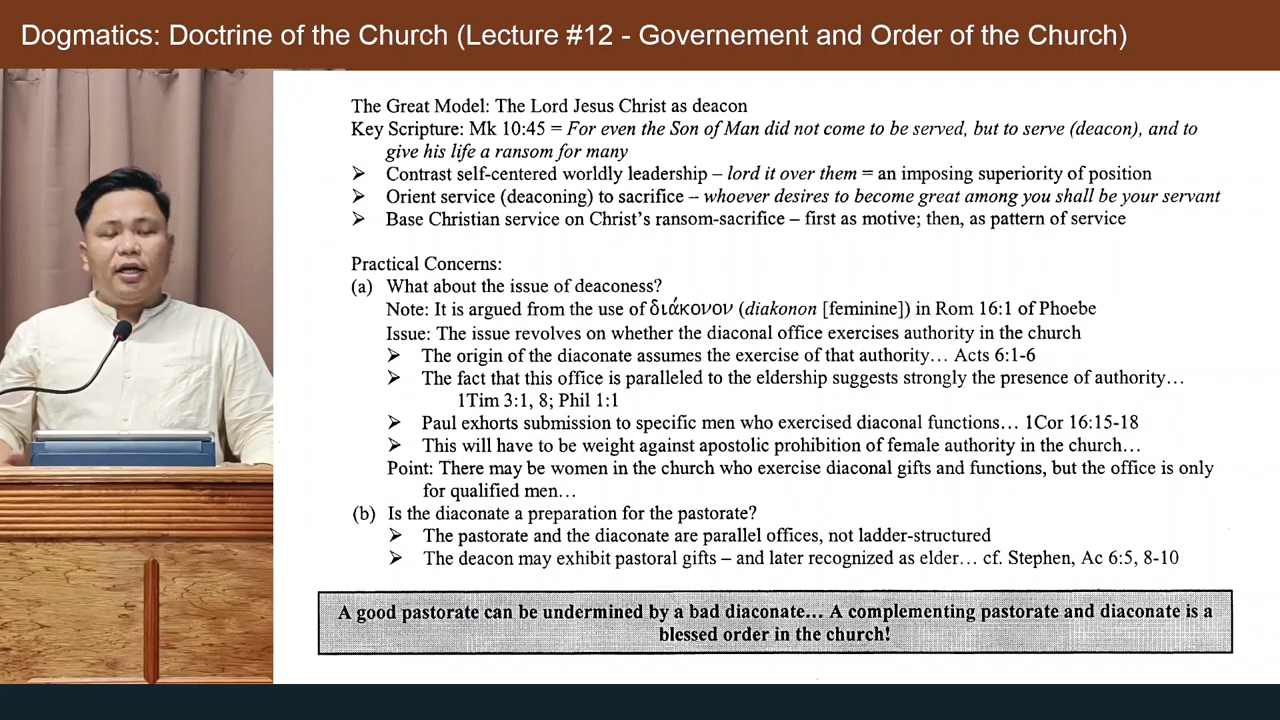 Dogmatics: Doctrine of the Church (Lecture #12 - Governement and Order of the Church)
The Great Model: The Lord Jesus Christ as deacon
Key Scripture: Mk 10:45 = For even the Son of Man did not come to be served, but to serve (deacon), and to
give his life a ransom for many
➢ Contrast self-centered worldly leadership – lord it over them = an imposing superiority of position
➢ Orient service (deaconing) to sacrifice – whoever desires to become great among you shall be your servant
➢ Base Christian service on Christ's ransom-sacrifice – first as motive; then, as pattern of service
Practical Concerns:
(a) What about the issue of deaconess?
Note: It is argued from the use of διάκονον (diakonon [feminine]) in Rom 16:1 of Phoebe
Issue: The issue revolves on whether the diaconal office exercises authority in the church
➢ The origin of the diaconate assumes the exercise of that authority… Acts 6:1-6
➢ The fact that this office is paralleled to the eldership suggests strongly the presence of authority…
1Tim 3:1, 8; Phil 1:1
➢ Paul exhorts submission to specific men who exercised diaconal functions… 1Cor 16:15-18
➢ This will have to be weight against apostolic prohibition of female authority in the church…
Point: There may be women in the church who exercise diaconal gifts and functions, but the office is only
for qualified men…
(b) Is the diaconate a preparation for the pastorate?
➢ The pastorate and the diaconate are parallel offices, not ladder-structured
➢ The deacon may exhibit pastoral gifts – and later recognized as elder… cf. Stephen, Ac 6:5, 8-10
A good pastorate can be undermined by a bad diaconate… A complementing pastorate and diaconate is a
blessed order in the church!